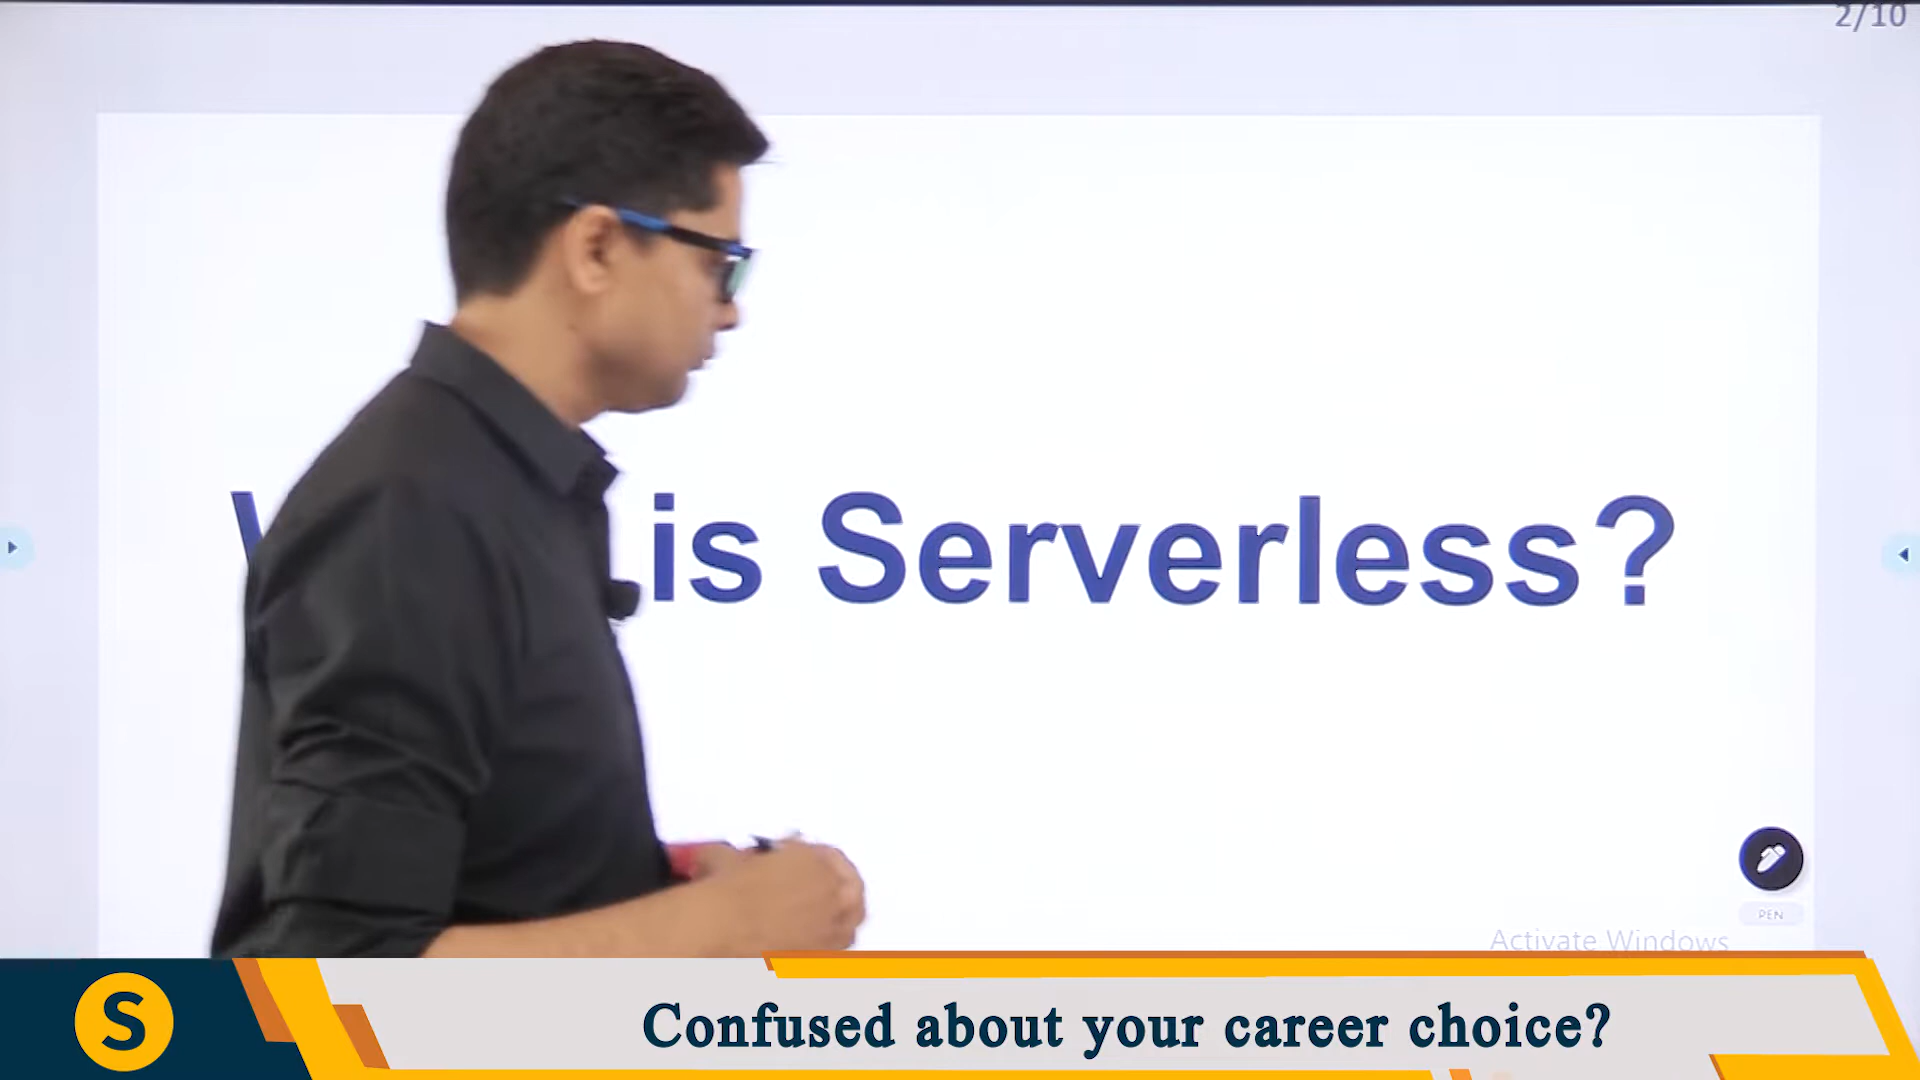 2/10
is Serverless?
PEN
Activate Windows
S
Confused about your career choice?